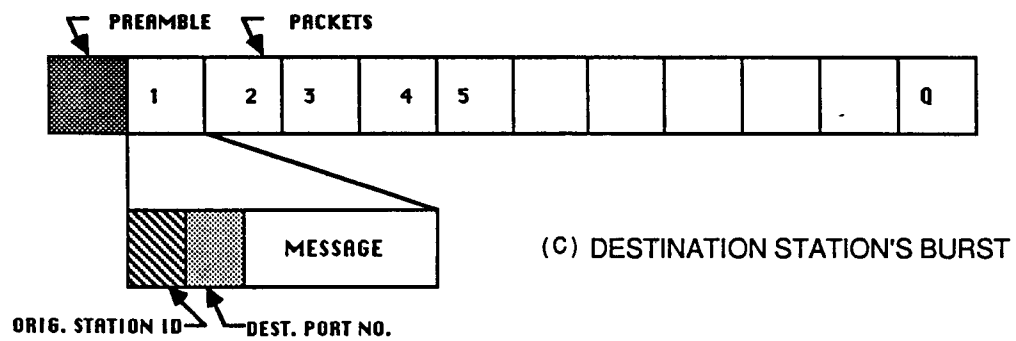 PREAMBLE PACKETS
1 2 3 4 5 Q
MESSAGE
(C) DESTINATION STATION'S BURST
ORIG. STATION ID DEST. PORT NO.